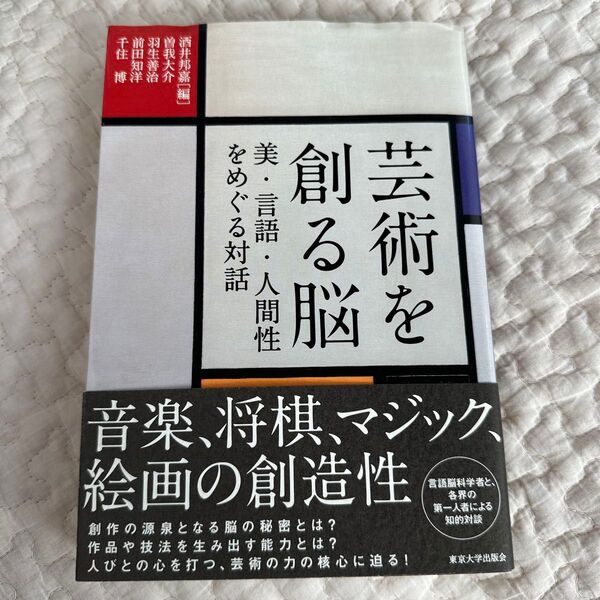 酒井邦嘉[編]
曽我大介
羽生善治
前田知洋
千住 博
芸術を
創る脳
美・言語・人間性
をめぐる対話
音楽、将棋、マジック、
絵画の創造性
言語脳科学者と、
各界の
第一人者による
知的対談
創作の源泉となる脳の秘密とは?
作品や技法を生み出す能力とは?
人びとの心を打つ、芸術の力の核心に迫る!
東京大学出版会